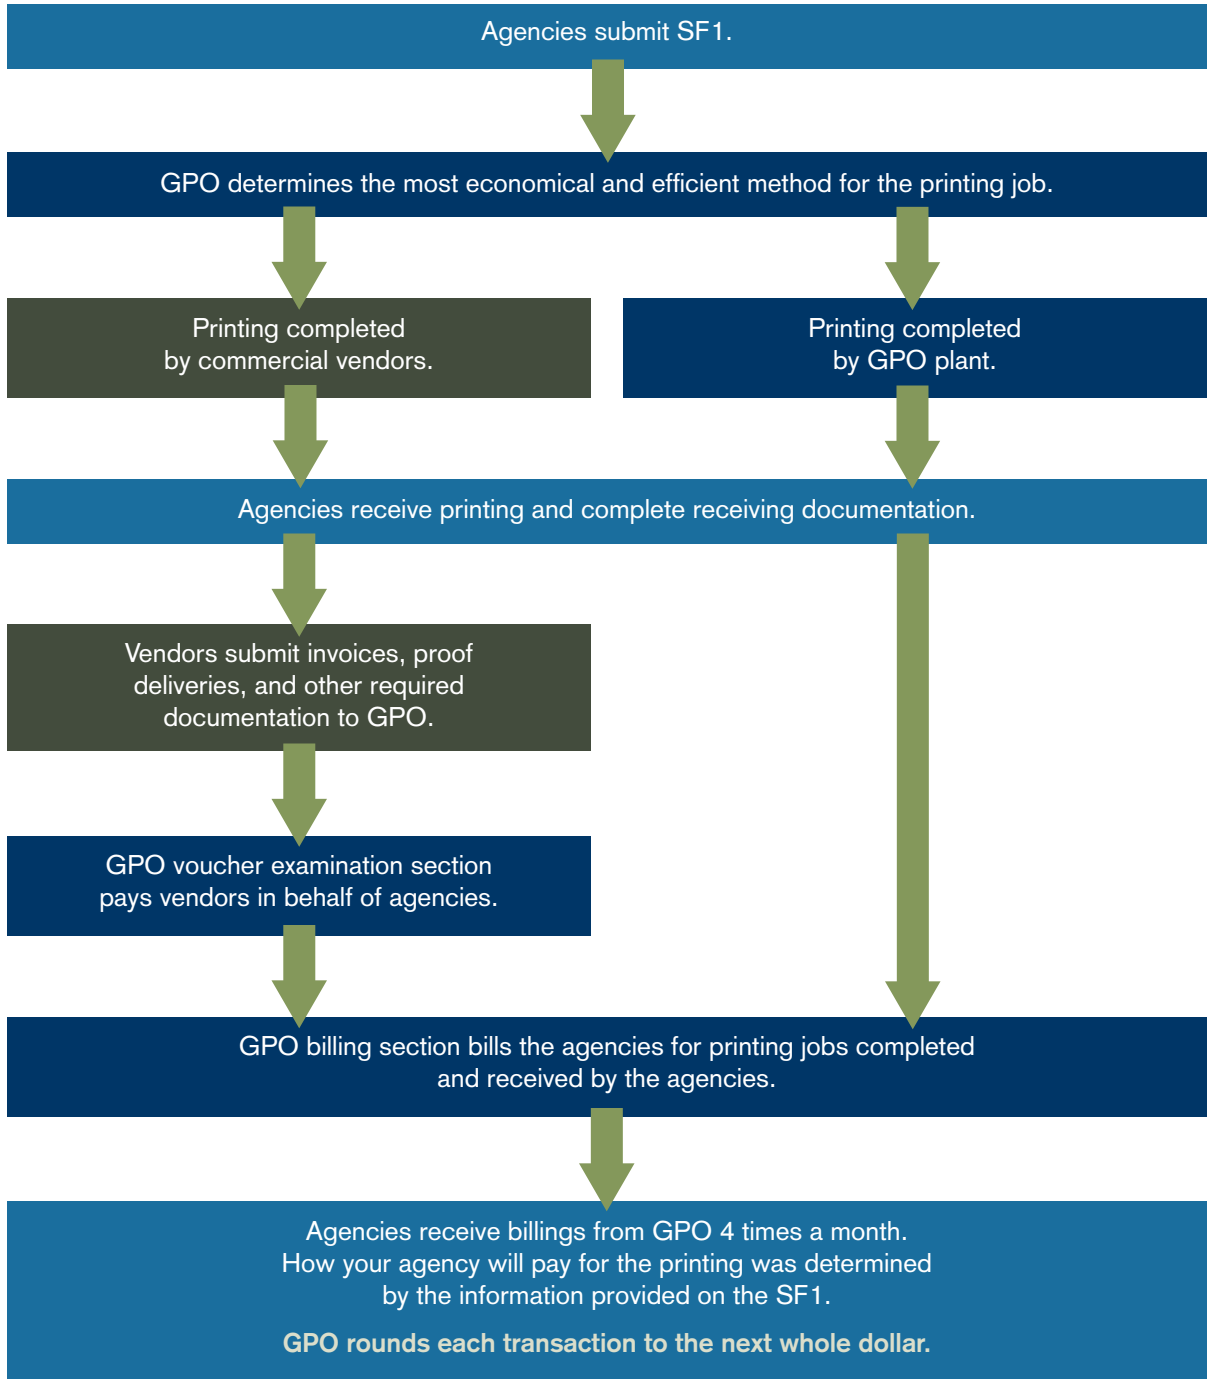 Agencies submit SF1.
GPO determines the most economical and efficient method for the printing job.
Printing completed
by commercial vendors.
Printing completed
by GPO plant.
Agencies receive printing and complete receiving documentation.
Vendors submit invoices, proof
deliveries, and other required
documentation to GPO.
GPO voucher examination section
pays vendors in behalf of agencies.
GPO billing section bills the agencies for printing jobs completed
and received by the agencies.
Agencies receive billings from GPO 4 times a month.
How your agency will pay for the printing was determined
by the information provided on the SF1.
GPO rounds each transaction to the next whole dollar.